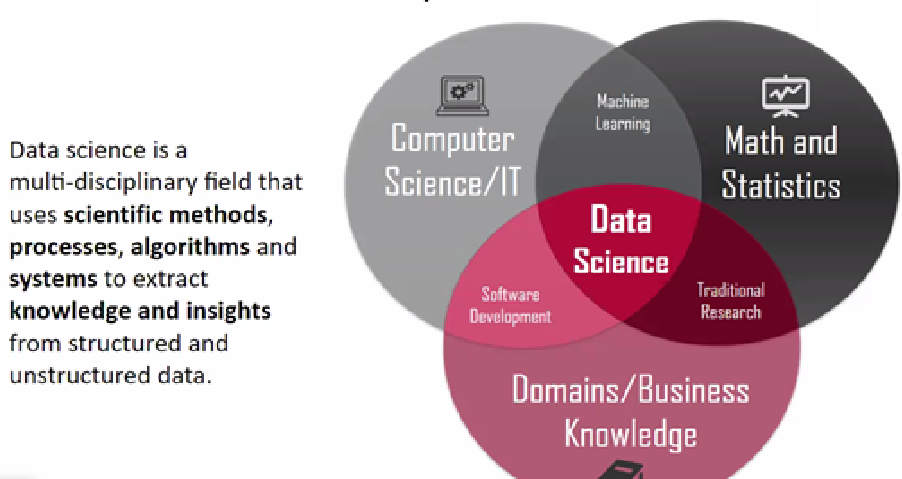 Data science is a
multi-disciplinary field that
uses scientific methods,
processes, algorithms and
systems to extract
knowledge and insights
from structured and
unstructured data.
Computer
Science/IT
Machine
Learning
Math and
Statistics
Data
Science
Software
Development
Traditional
Research
Domains/Business
Knowledge